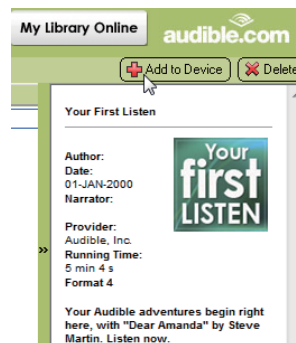 My Library Online
audible.com
Add to Device
Delete
Your First Listen
Author:
Date:
01-JAN-2000
Narrator:
Provider:
Audible, Inc.
Running Time:
5 min 4 s
Format 4
Your
first
LISTEN
»
Your Audible adventures begin right
here, with "Dear Amanda" by Steve
Martin. Listen now.